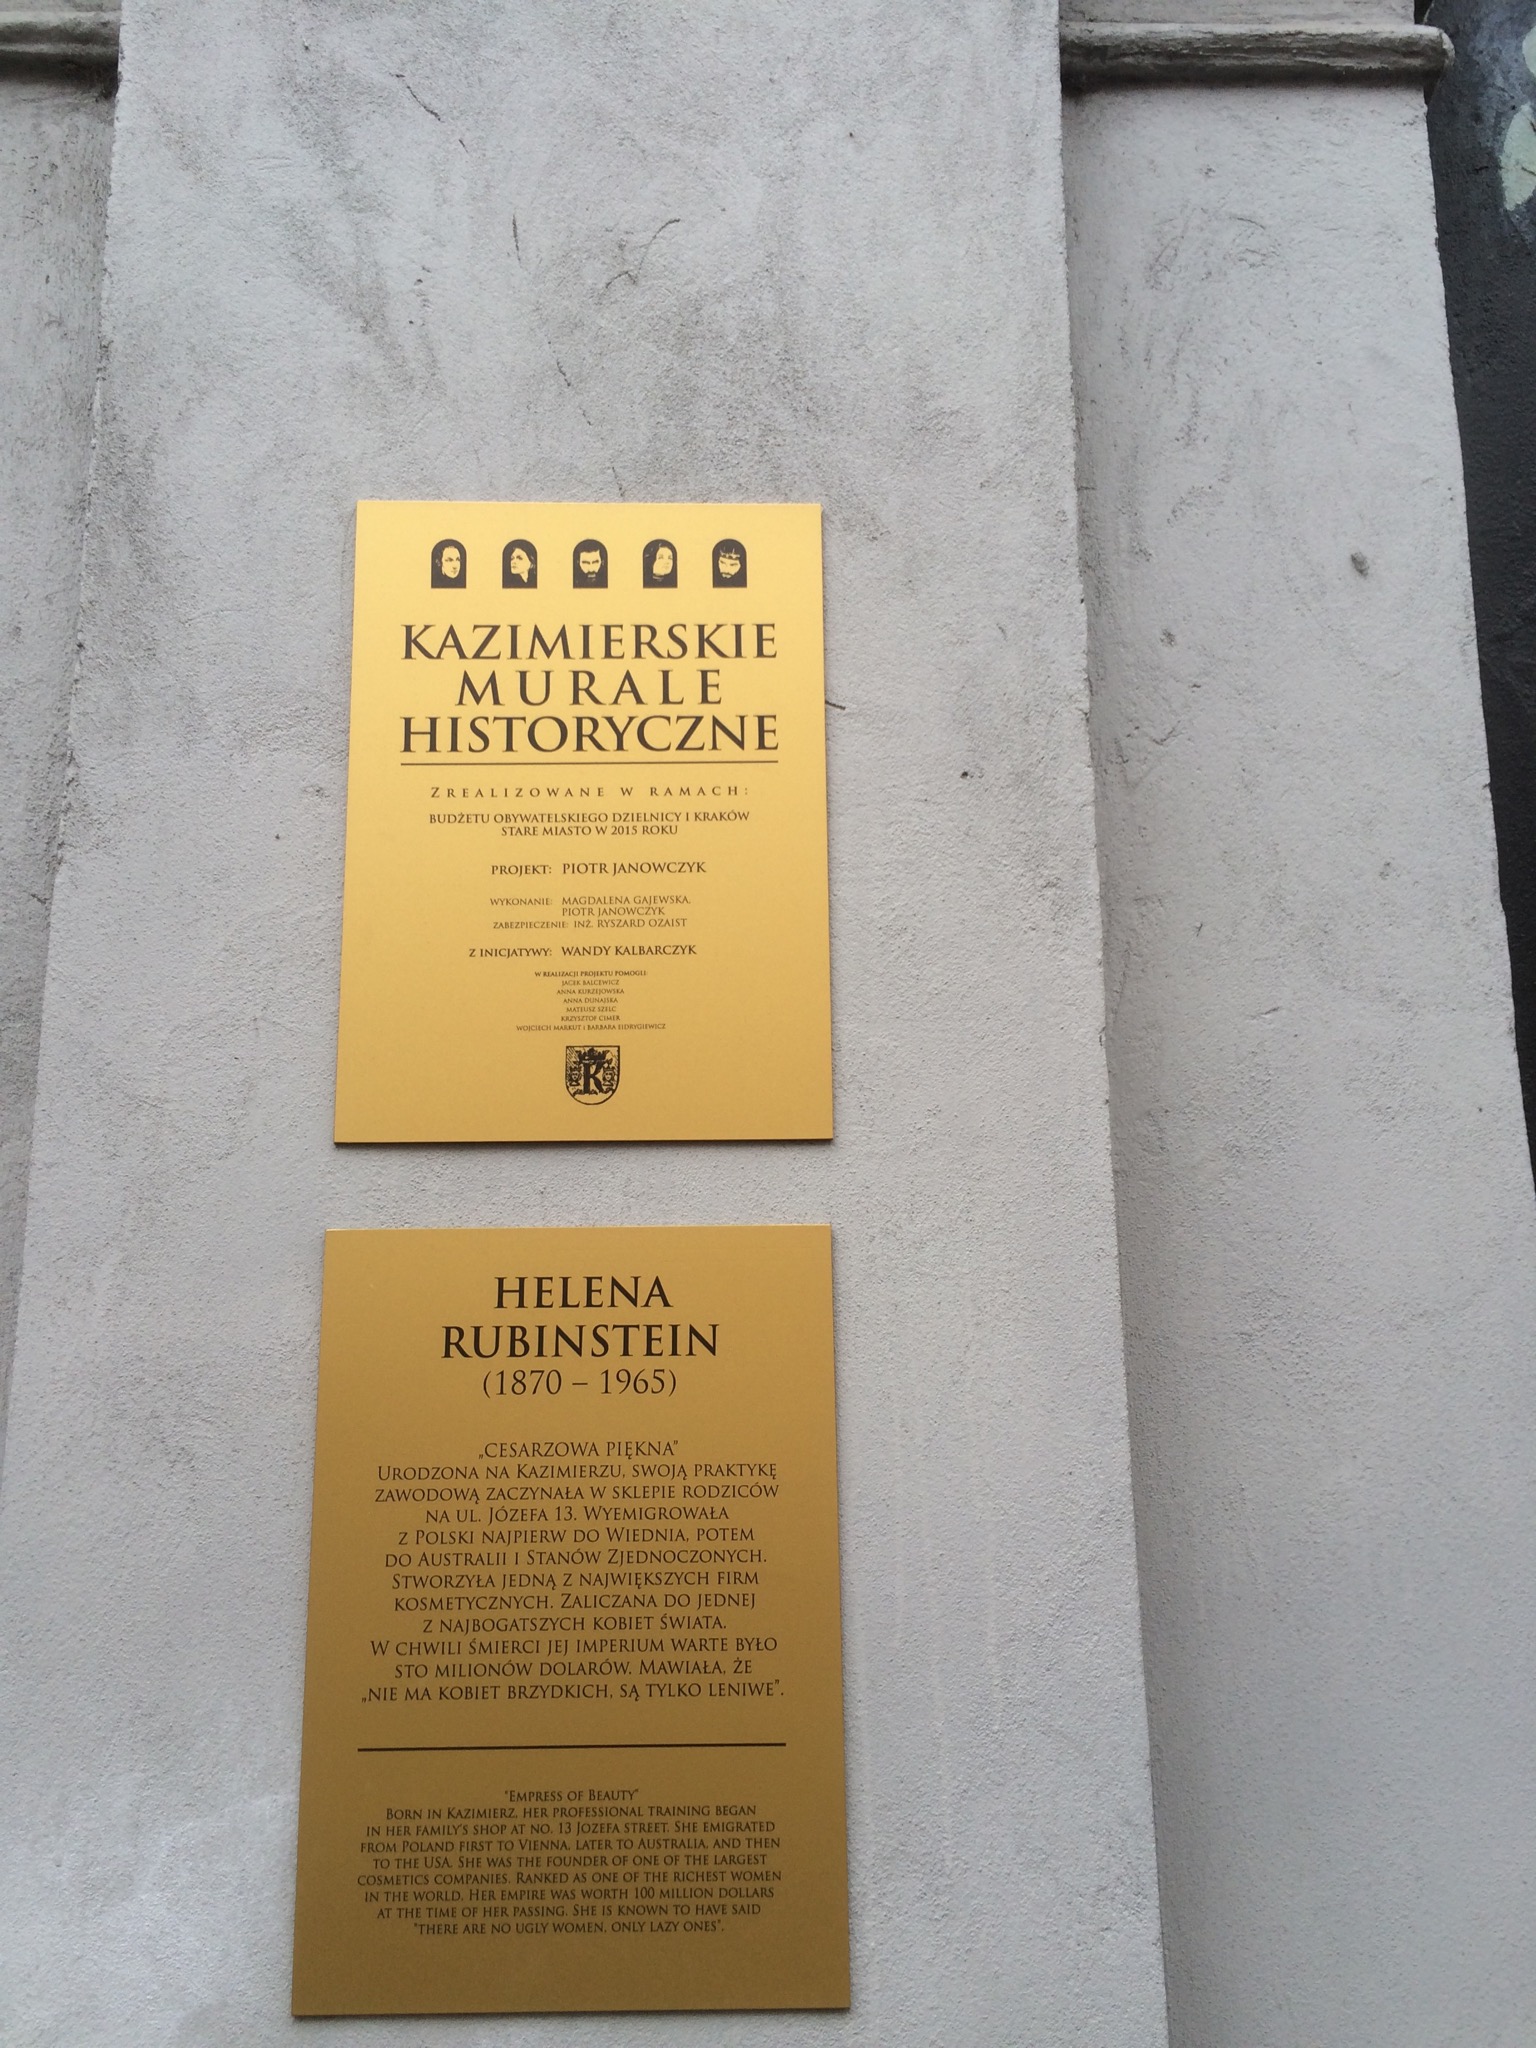 KAZIMIERSKIE
MURALE
HISTORYCZNE
ZREALIZOWANE W RAMACH:
BUDŻETU OBYWATELSKIEGO DZIELNICY I KRAKÓW
STARE MIASTO W 2015 ROKU
PROJEKT: PIOTR JANOWCZYK
WYKONANIE: MAGDALENA GAJEWSKA,
PIOTR JANOWCZYK
ZABEZPIECZENIE: INŻ. RYSZARD OŻAIST
Z INICJATYWY: WANDY KALBARCZYK
W REALIZACJI PROJEKTU POMOGLI:
JACEK BALCEWICZ
ANNA KURZEJOWSKA
ANNA DUNAJSKA
MATEUSZ SZELC
KRZYSZTOF CIMER
WOJCIECH MARKUT I BARBARA SIDRYGIEWICZ
K
HELENA
RUBINSTEIN
(1870 – 1965)
„CESARZOWA PIĘKNA”
URODZONA NA KAZIMIERZU, SWOJĄ PRAKTYKĘ
ZAWODOWĄ ZACZYNAŁA W SKLEPIE RODZICÓW
NA UL. JÓZEFA 13. WYEMIGROWAŁA
Z POLSKI NAJPIERW DO WIEDNIA, POTEM
DO AUSTRALII I STANÓW ZJEDNOCZONYCH.
STWORZYŁA JEDNĄ Z NAJWIĘKSZYCH FIRM
KOSMETYCZNYCH. ZALICZANA DO JEDNEJ
Z NAJBOGATSZYCH KOBIET ŚWIATA.
W CHWILI ŚMIERCI JEJ IMPERIUM WARTE BYŁO
STO MILIONÓW DOLARÓW. MAWIAŁA, ŻE
„NIE MA KOBIET BRZYDKICH, SĄ TYLKO LENIWE”.
"EMPRESS OF BEAUTY"
BORN IN KAZIMIERZ, HER PROFESSIONAL TRAINING BEGAN
IN HER FAMILY'S SHOP AT NO. 13 JOZEFA STREET. SHE EMIGRATED
FROM POLAND FIRST TO VIENNA, LATER TO AUSTRALIA, AND THEN
TO THE USA. SHE WAS THE FOUNDER OF ONE OF THE LARGEST
COSMETICS COMPANIES. RANKED AS ONE OF THE RICHEST WOMEN
IN THE WORLD. HER EMPIRE WAS WORTH 100 MILLION DOLLARS
AT THE TIME OF HER PASSING. SHE IS KNOWN TO HAVE SAID
"THERE ARE NO UGLY WOMEN, ONLY LAZY ONES".